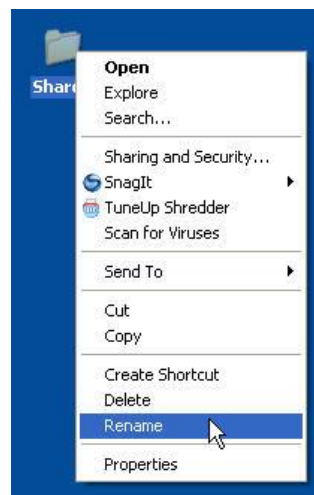 Open
Explore
Search...
Sharing and Security...
SnagIt
TuneUp Shredder
Scan for Viruses
Send To
Cut
Copy
Create Shortcut
Delete
Rename
Properties